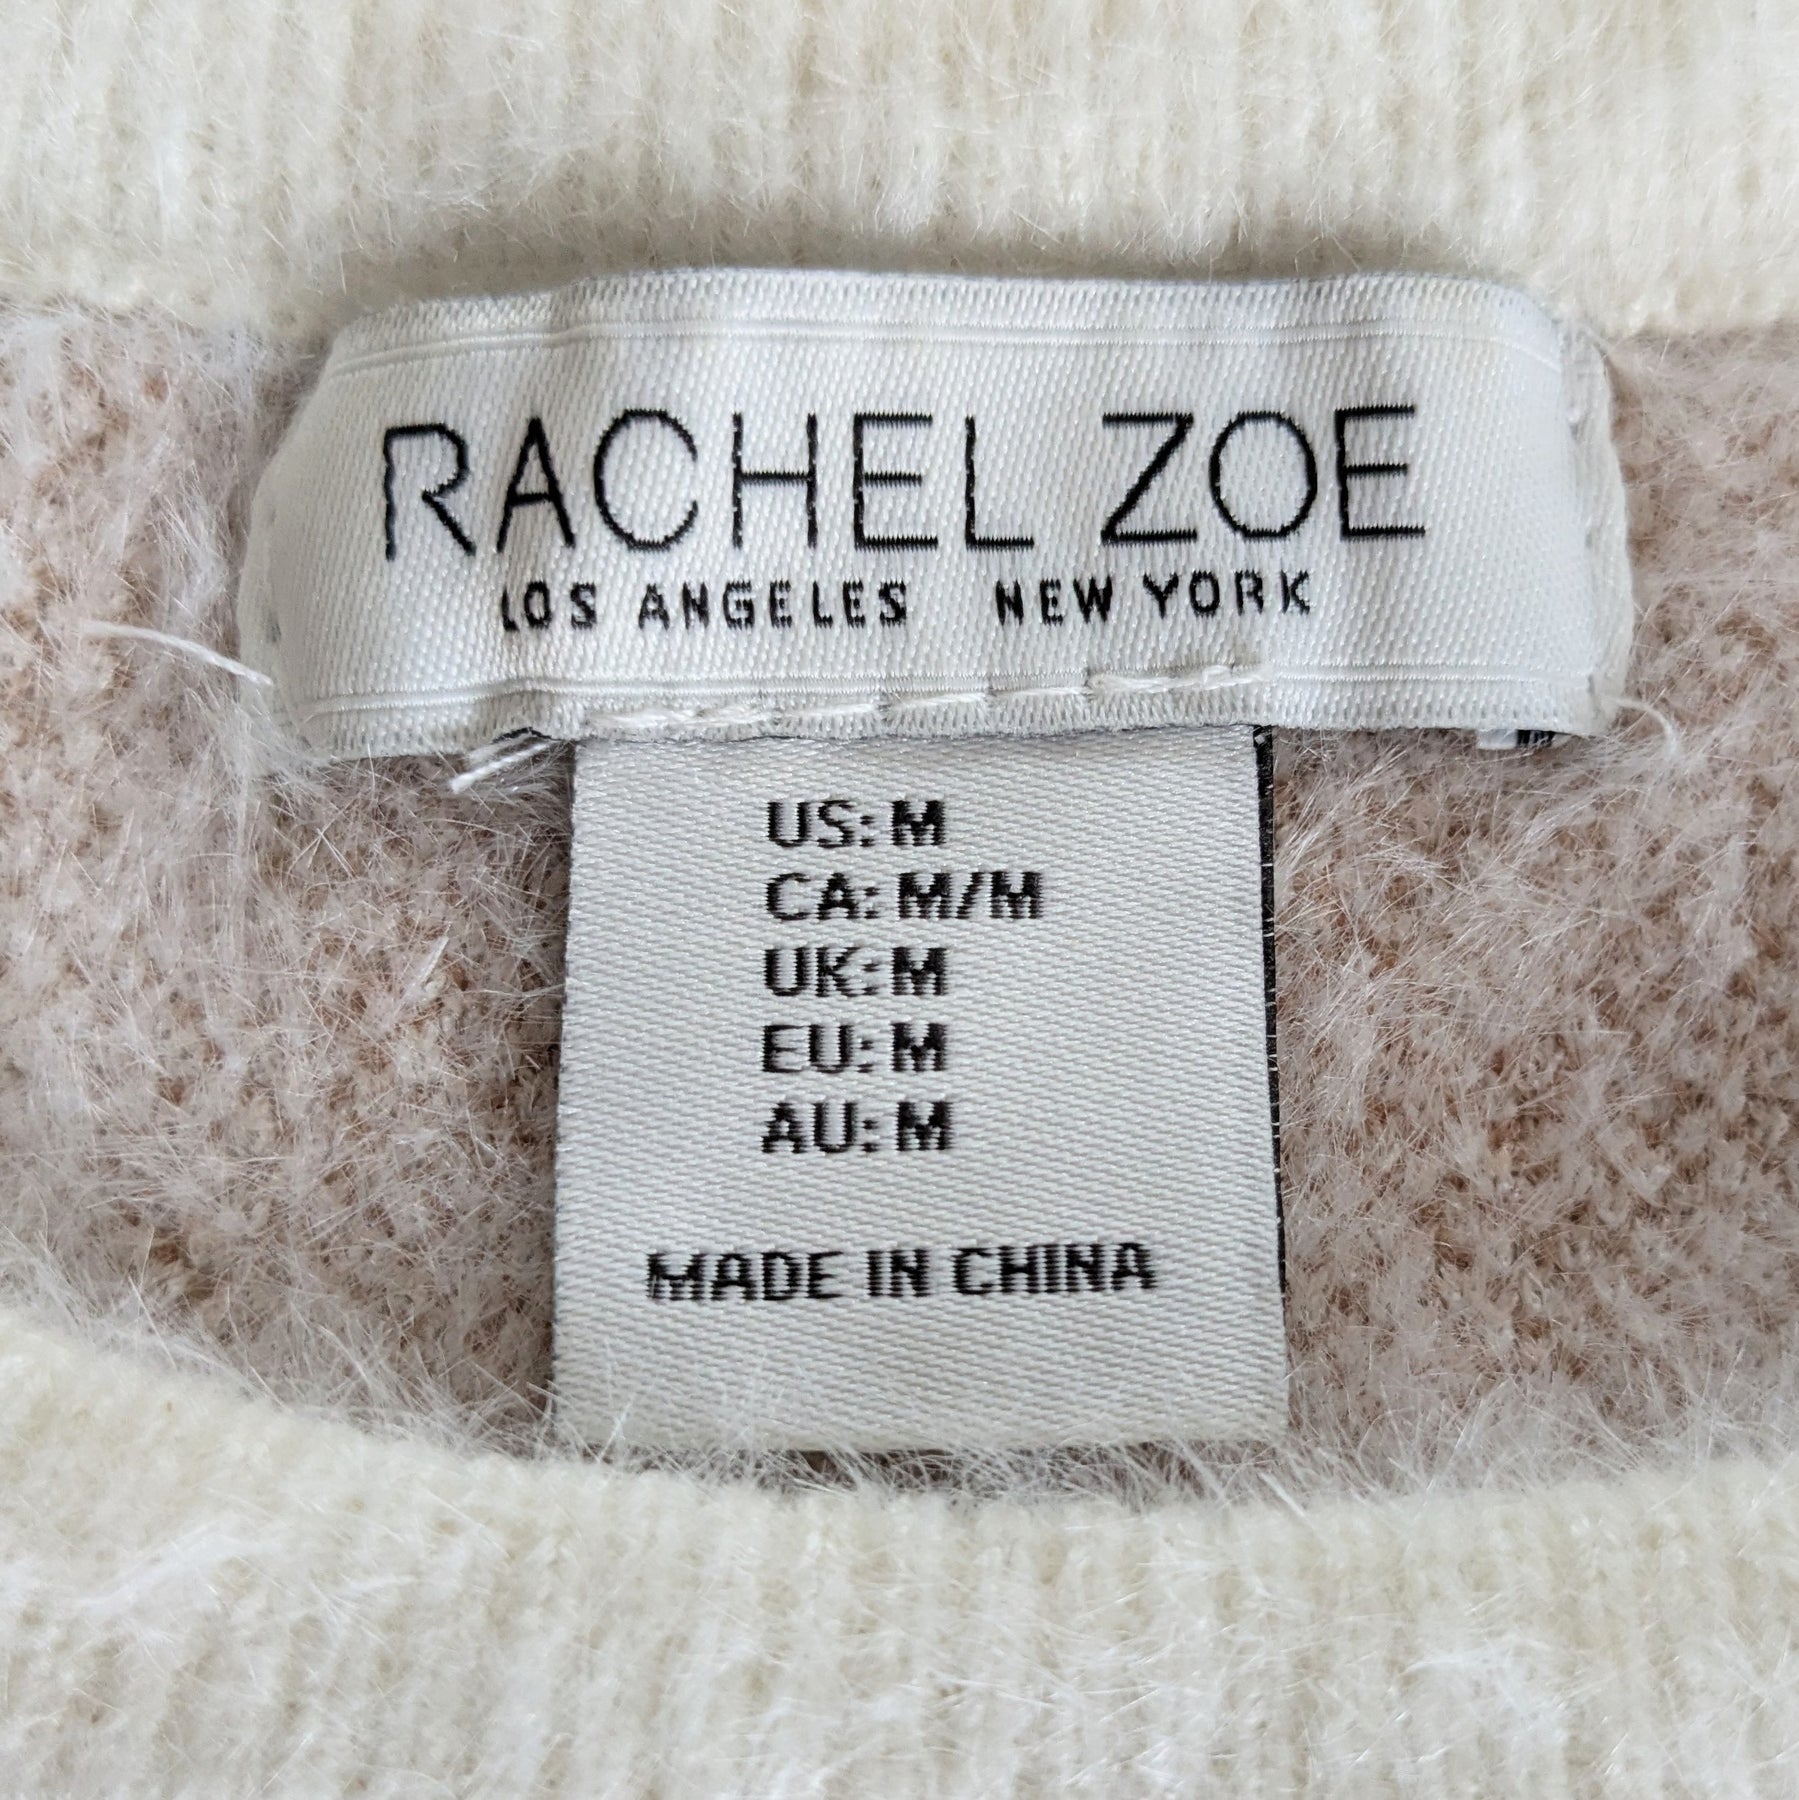 RACHEL ZOE
LOS ANGELES NEW YORK
US: M
CA: M/M
UK: M
EU: M
AU: M
MADE IN CHINA